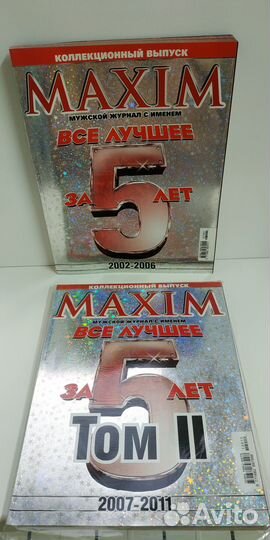 КОЛЛЕКЦИОННЫЙ ВЫПУСК
MAXIM
МУЖСКОЙ ЖУРНАЛ С ИМЕНЕМ
ВСЕ ЛУЧШЕЕ
ЗА 5 ЛЕТ
2002-2006
КОЛЛЕКЦИОННЫЙ ВЫПУСК
MAXIM
МУЖСКОЙ ЖУРНАЛ С ИМЕНЕМ
ВСЕ ЛУЧШЕЕ
ЗА 5 ЛЕТ
Том II
2007-2011
Avito